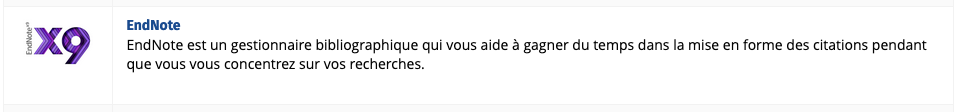 EndNote
EndNote X9
EndNote est un gestionnaire bibliographique qui vous aide à gagner du temps dans la mise en forme des citations pendant
que vous vous concentrez sur vos recherches.